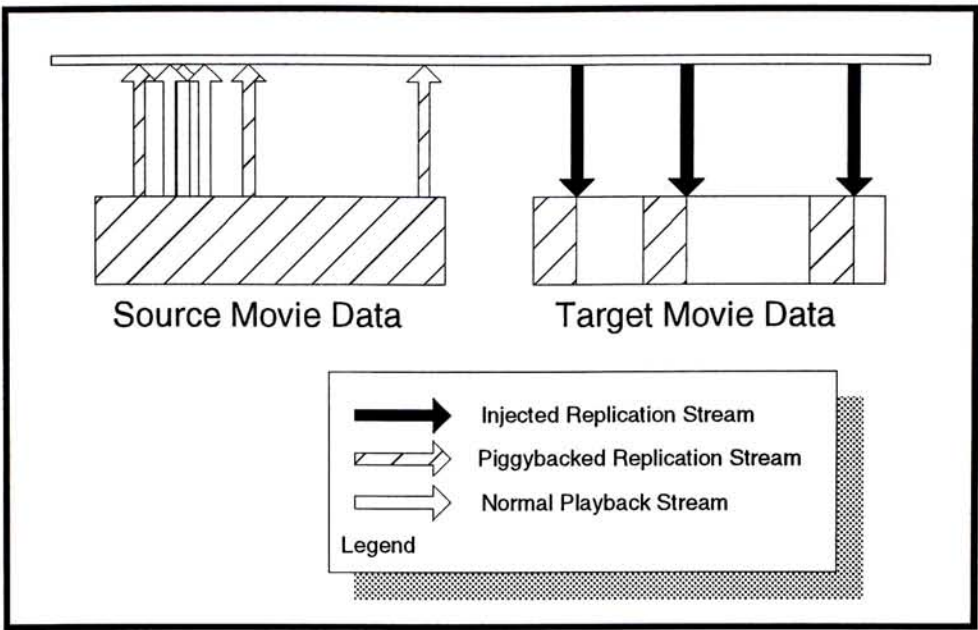 Source Movie Data
Target Movie Data
Injected Replication Stream
Piggybacked Replication Stream
Normal Playback Stream
Legend